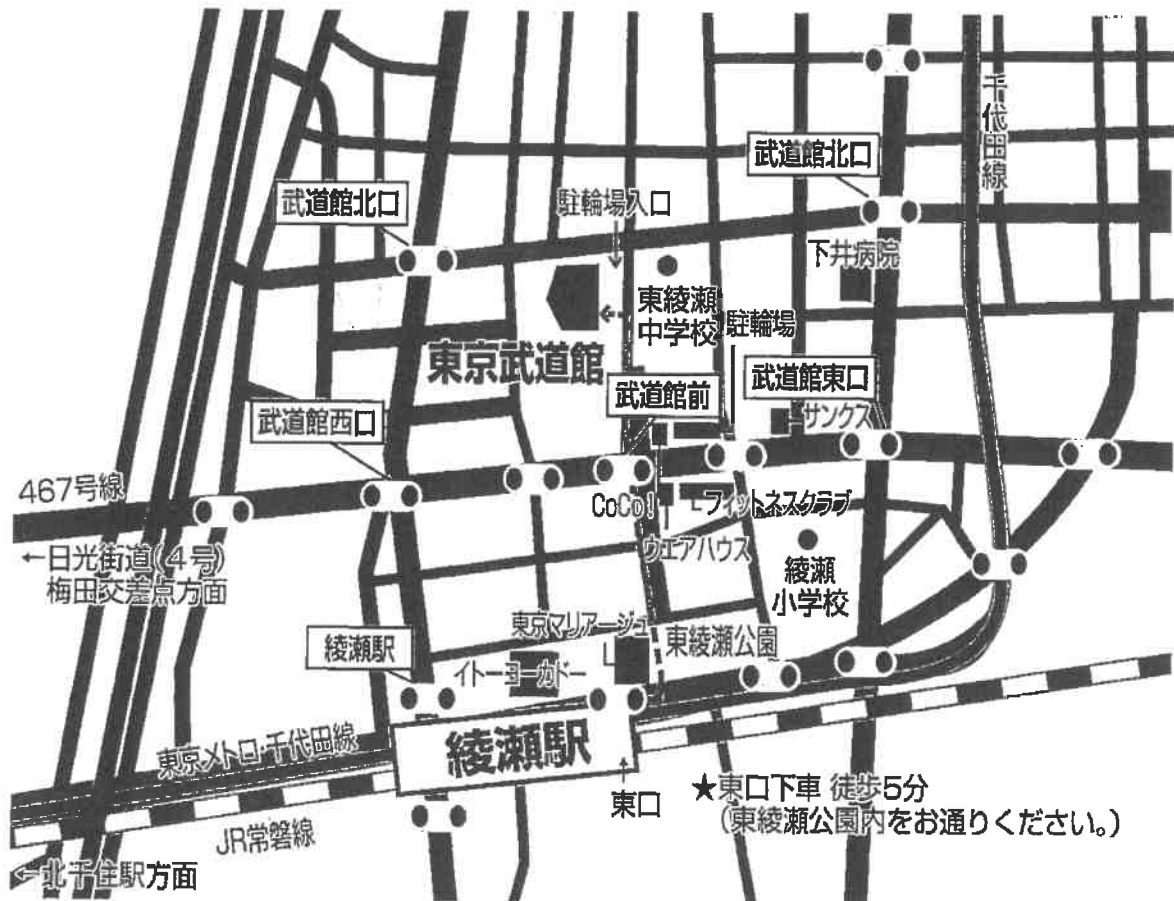 千代田線
武道館北口
武道館北口
駐輪場入口
下井病院
東綾瀬
中学校
駐輪場
東京武道館
武道館前
武道館東口
サンクス
武道館西口
467号線
CoCo!
フィットネスクラブ
←日光街道(4号)
梅田交差点方面
ウエアハウス
綾瀬
小学校
東京マリアージュ
東綾瀬公園
綾瀬駅
イトーヨーカドー
綾瀬駅
東京メトロ・千代田線
東口
★東口下車 徒歩5分
(東綾瀬公園内をお通りください。)
JR常磐線
←北千住駅方面